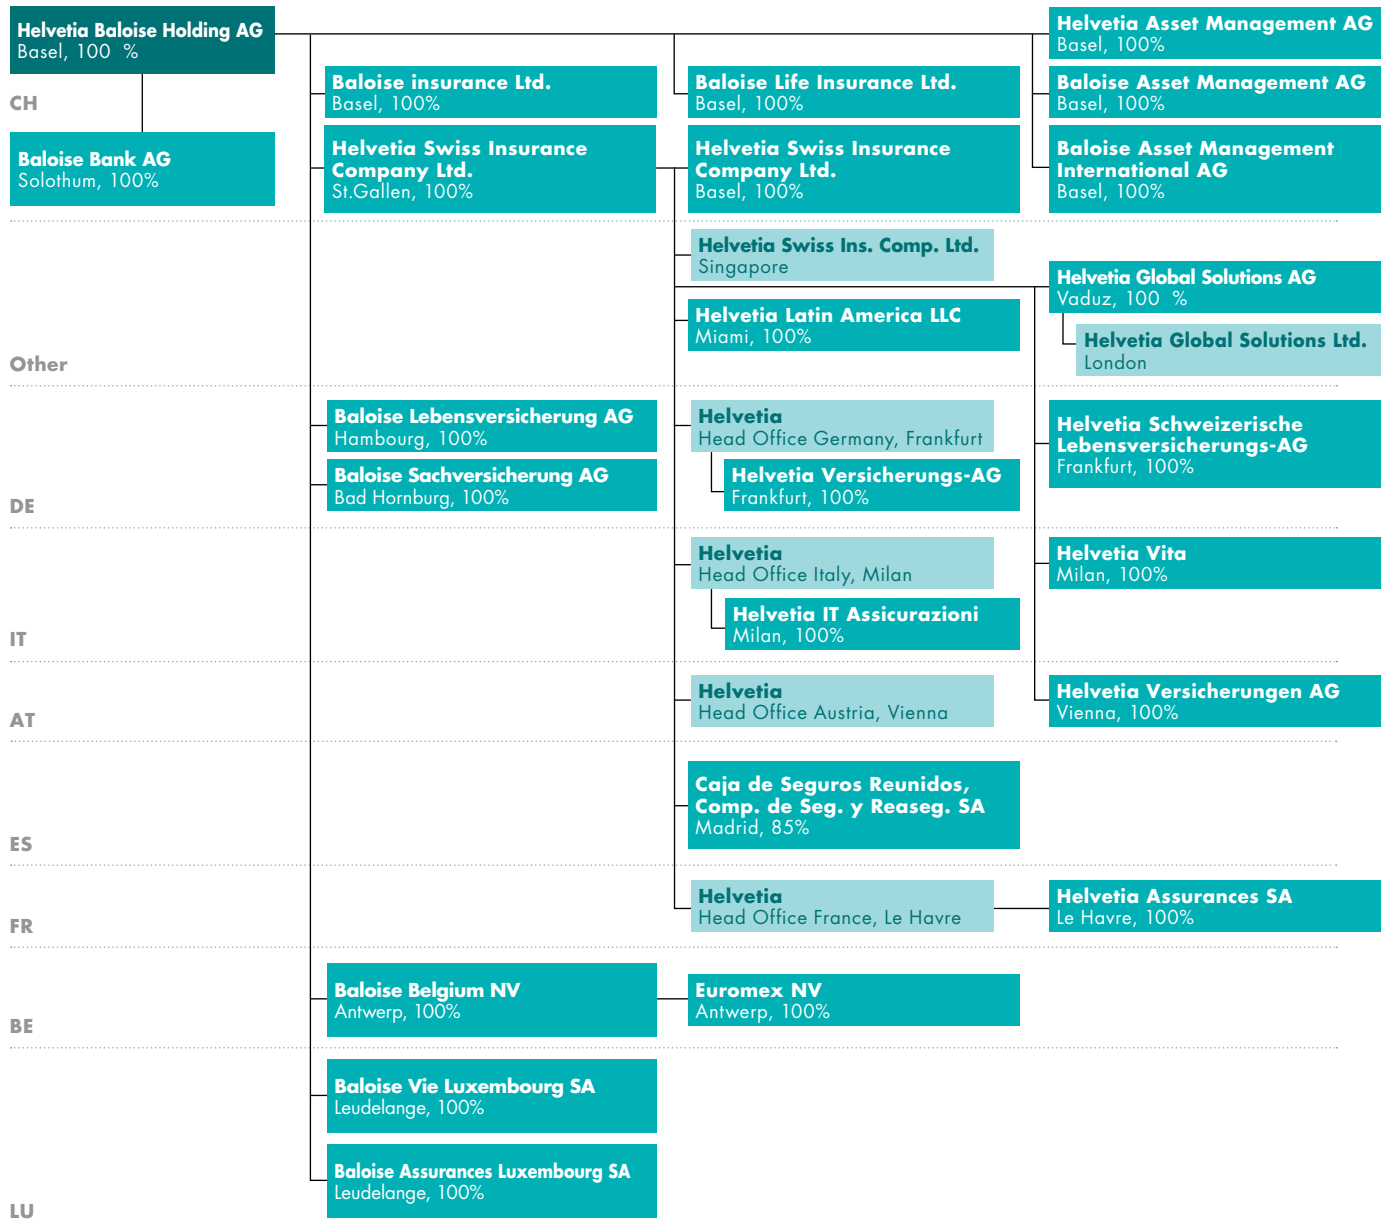 Helvetia Baloise Holding AG
Basel, 100 %
Helvetia Asset Management AG
Basel, 100%
CH
Baloise insurance Ltd.
Basel, 100%
Baloise Life Insurance Ltd.
Basel, 100%
Baloise Asset Management AG
Basel, 100%
Baloise Bank AG
Solothum, 100%
Helvetia Swiss Insurance
Company Ltd.
St.Gallen, 100%
Helvetia Swiss Insurance
Company Ltd.
Basel, 100%
Baloise Asset Management
International AG
Basel, 100%
Helvetia Swiss Ins. Comp. Ltd.
Singapore
Helvetia Global Solutions AG
Vaduz, 100 %
Helvetia Latin America LLC
Miami, 100%
Helvetia Global Solutions Ltd.
London
Other
Baloise Lebensversicherung AG
Hambourg, 100%
Helvetia
Head Office Germany, Frankfurt
Helvetia Schweizerische
Lebensversicherungs-AG
Frankfurt, 100%
Baloise Sachversicherung AG
Bad Hornburg, 100%
Helvetia Versicherungs-AG
Frankfurt, 100%
DE
Helvetia
Head Office Italy, Milan
Helvetia Vita
Milan, 100%
Helvetia IT Assicurazioni
Milan, 100%
IT
Helvetia
Head Office Austria, Vienna
Helvetia Versicherungen AG
Vienna, 100%
AT
Caja de Seguros Reunidos,
Comp. de Seg. y Reaseg. SA
Madrid, 85%
ES
Helvetia
Head Office France, Le Havre
Helvetia Assurances SA
Le Havre, 100%
FR
Baloise Belgium NV
Antwerp, 100%
Euromex NV
Antwerp, 100%
BE
Baloise Vie Luxembourg SA
Leudelange, 100%
Baloise Assurances Luxembourg SA
Leudelange, 100%
LU